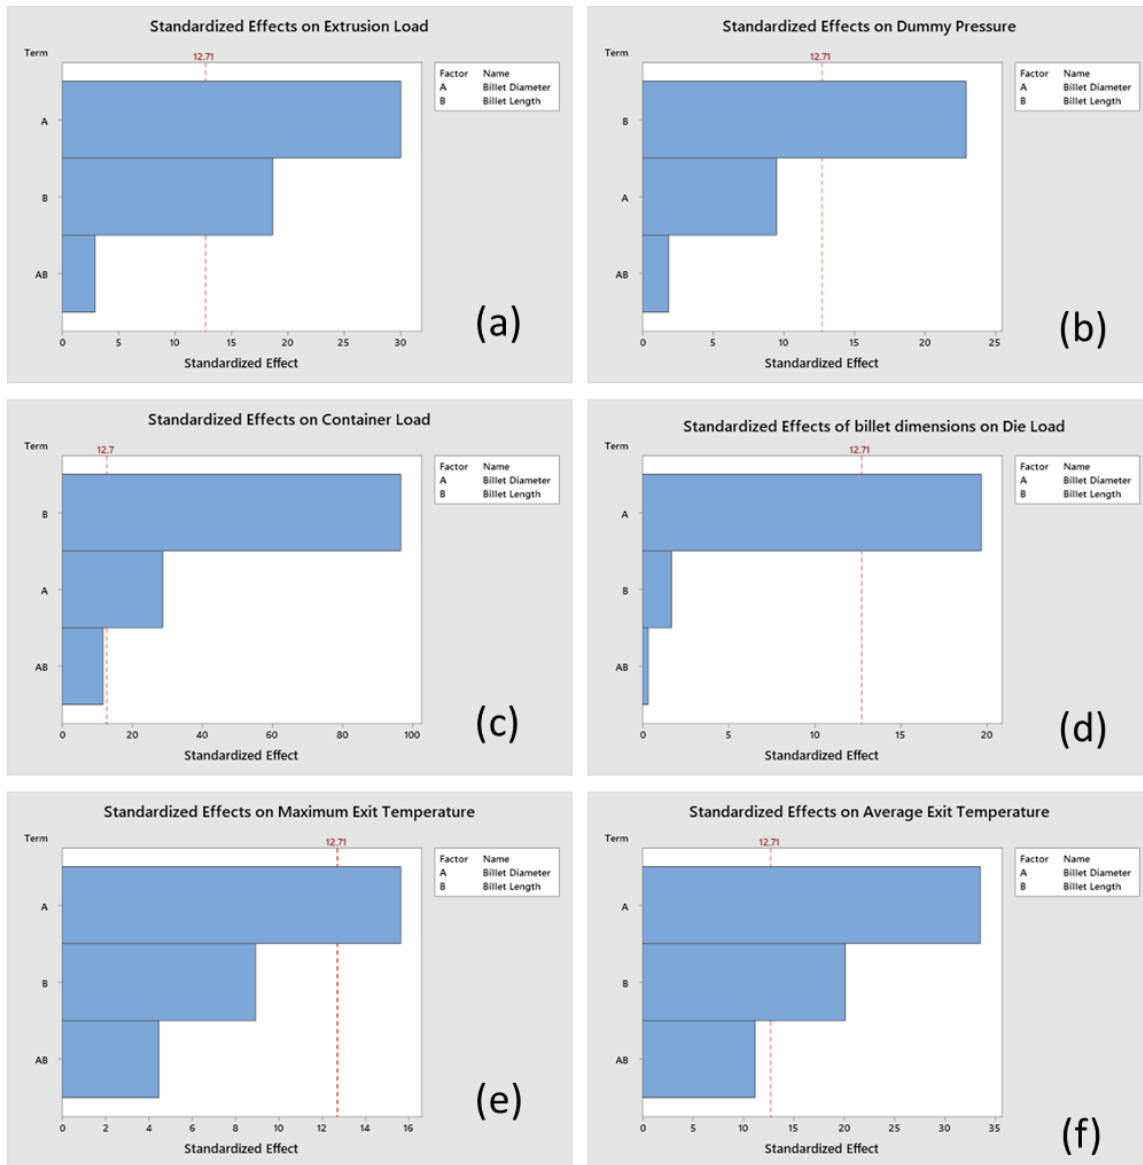 Standardized Effects on Extrusion Load
Term
12.71
Factor Name
A Billet Diameter
B Billet Length
A
B
AB
0 5 10 15 20 25 30
Standardized Effect
(a)
Standardized Effects on Dummy Pressure
Term
12.71
Factor Name
A Billet Diameter
B Billet Length
B
A
AB
0 5 10 15 20 25
Standardized Effect
(b)
Standardized Effects on Container Load
Term
12.7
Factor Name
A Billet Diameter
B Billet Length
B
A
AB
0 20 40 60 80 100
Standardized Effect
(c)
Standardized Effects of billet dimensions on Die Load
Term
12.71
Factor Name
A Billet Diameter
B Billet Length
A
B
AB
0 5 10 15 20
Standardized Effect
(d)
Standardized Effects on Maximum Exit Temperature
Term
12.71
Factor Name
A Billet Diameter
B Billet Length
A
B
AB
0 2 4 6 8 10 12 14 16
Standardized Effect
(e)
Standardized Effects on Average Exit Temperature
Term
12.71
Factor Name
A Billet Diameter
B Billet Length
A
B
AB
0 5 10 15 20 25 30 35
Standardized Effect
(f)